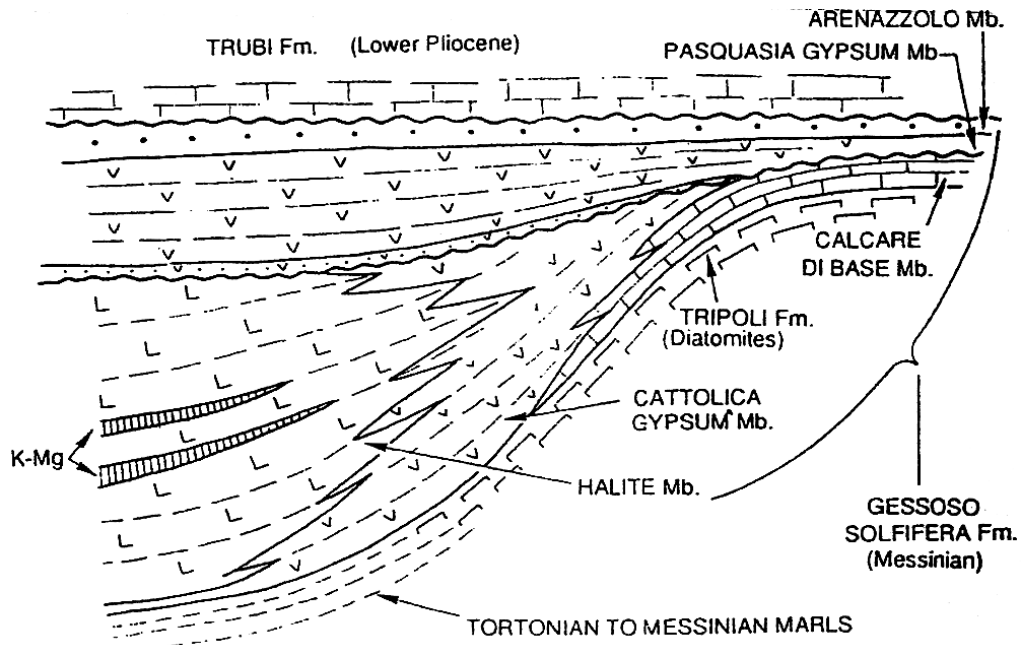 ARENAZZOLO Mb.
TRUBI Fm. (Lower Pliocene)
PASQUASIA GYPSUM Mb
CALCARE
DI BASE Mb.
TRIPOLI Fm.
(Diatomites)
CATTOLICA
GYPSUM Mb.
K-Mg
HALITE Mb.
GESSOSO
SOLFIFERA Fm.
(Messinian)
TORTONIAN TO MESSINIAN MARLS